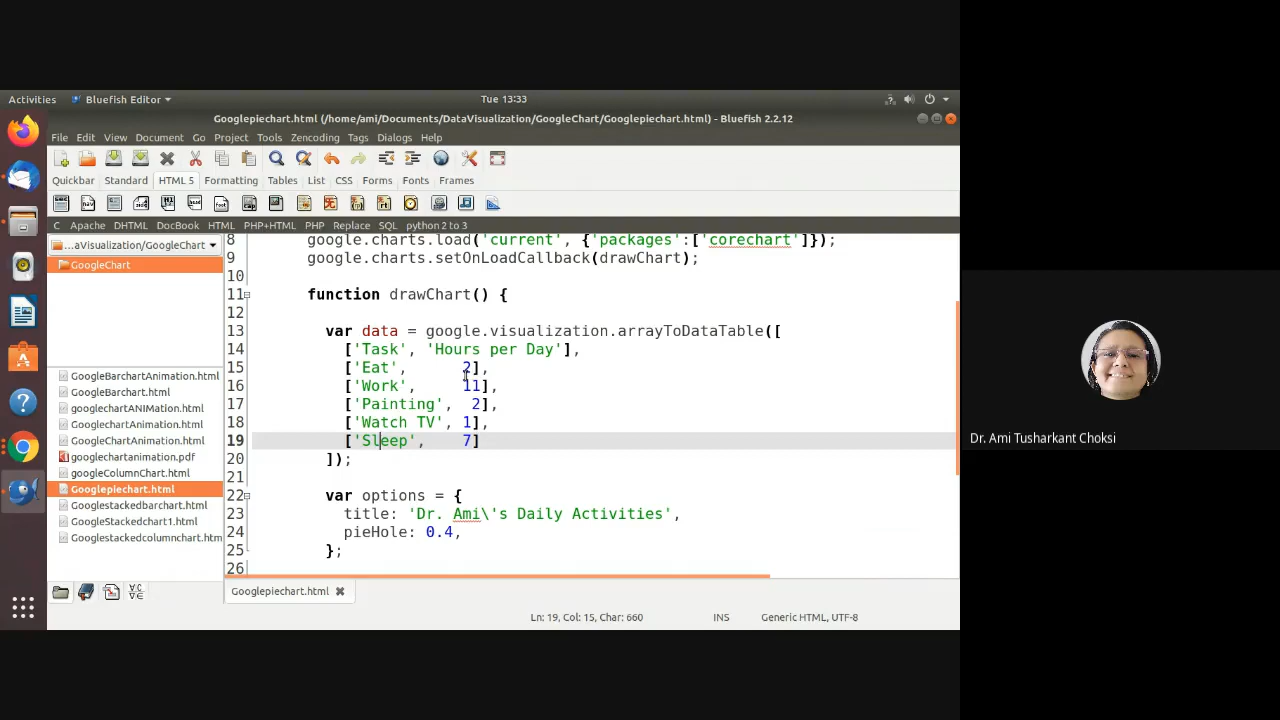 Activities Bluefish Editor Tue 13:33
Googlepiechart.html (/home/ami/Documents/DataVisualization/GoogleChart/Googlepiechart.html) - Bluefish 2.2.12
File Edit View Document Go Project Tools Zencoding Tags Dialogs Help
Quickbar Standard HTML 5 Formatting Tables List CSS Forms Fonts Frames
C Apache DHTML DocBook HTML PHP+HTML PHP Replace SQL python 2 to 3
...aVisualization/GoogleChart
GoogleChart
GoogleBarchartAnimation.html
GoogleBarchart.html
googlechartANIMation.html
GooglechartAnimation.html
GoogleChartAnimation.html
googlechartanimation.pdf
googleColumnChart.html
Googlepiechart.html
Googlestackedbarchart.html
GoogleStackedchart1.html
Googlestackedcolumnchart.htm
8 google.charts.load('current', {'packages':['corechart']});
9 google.charts.setOnLoadCallback(drawChart);
10
11 function drawChart() {
12
13 var data = google.visualization.arrayToDataTable([
14 ['Task', 'Hours per Day'],
15 ['Eat', 2],
16 ['Work', 11],
17 ['Painting', 2],
18 ['Watch TV', 1],
19 ['Sleep', 7]
20 ]);
21
22 var options = {
23 title: 'Dr. Ami\'s Daily Activities',
24 pieHole: 0.4,
25 };
26
Googlepiechart.html
Ln: 19, Col: 15, Char: 660 INS Generic HTML, UTF-8
Dr. Ami Tusharkant Choksi